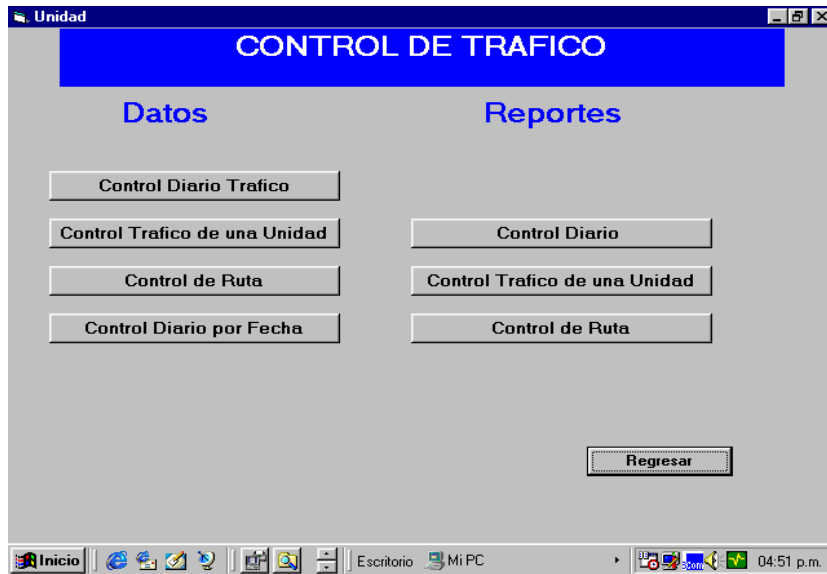 Unidad
CONTROL DE TRAFICO
Datos
Reportes
Control Diario Trafico
Control Trafico de una Unidad
Control Diario
Control de Ruta
Control Trafico de una Unidad
Control Diario por Fecha
Control de Ruta
Regresar
Inicio
Escritorio
Mi PC
3Com
04:51 p.m.